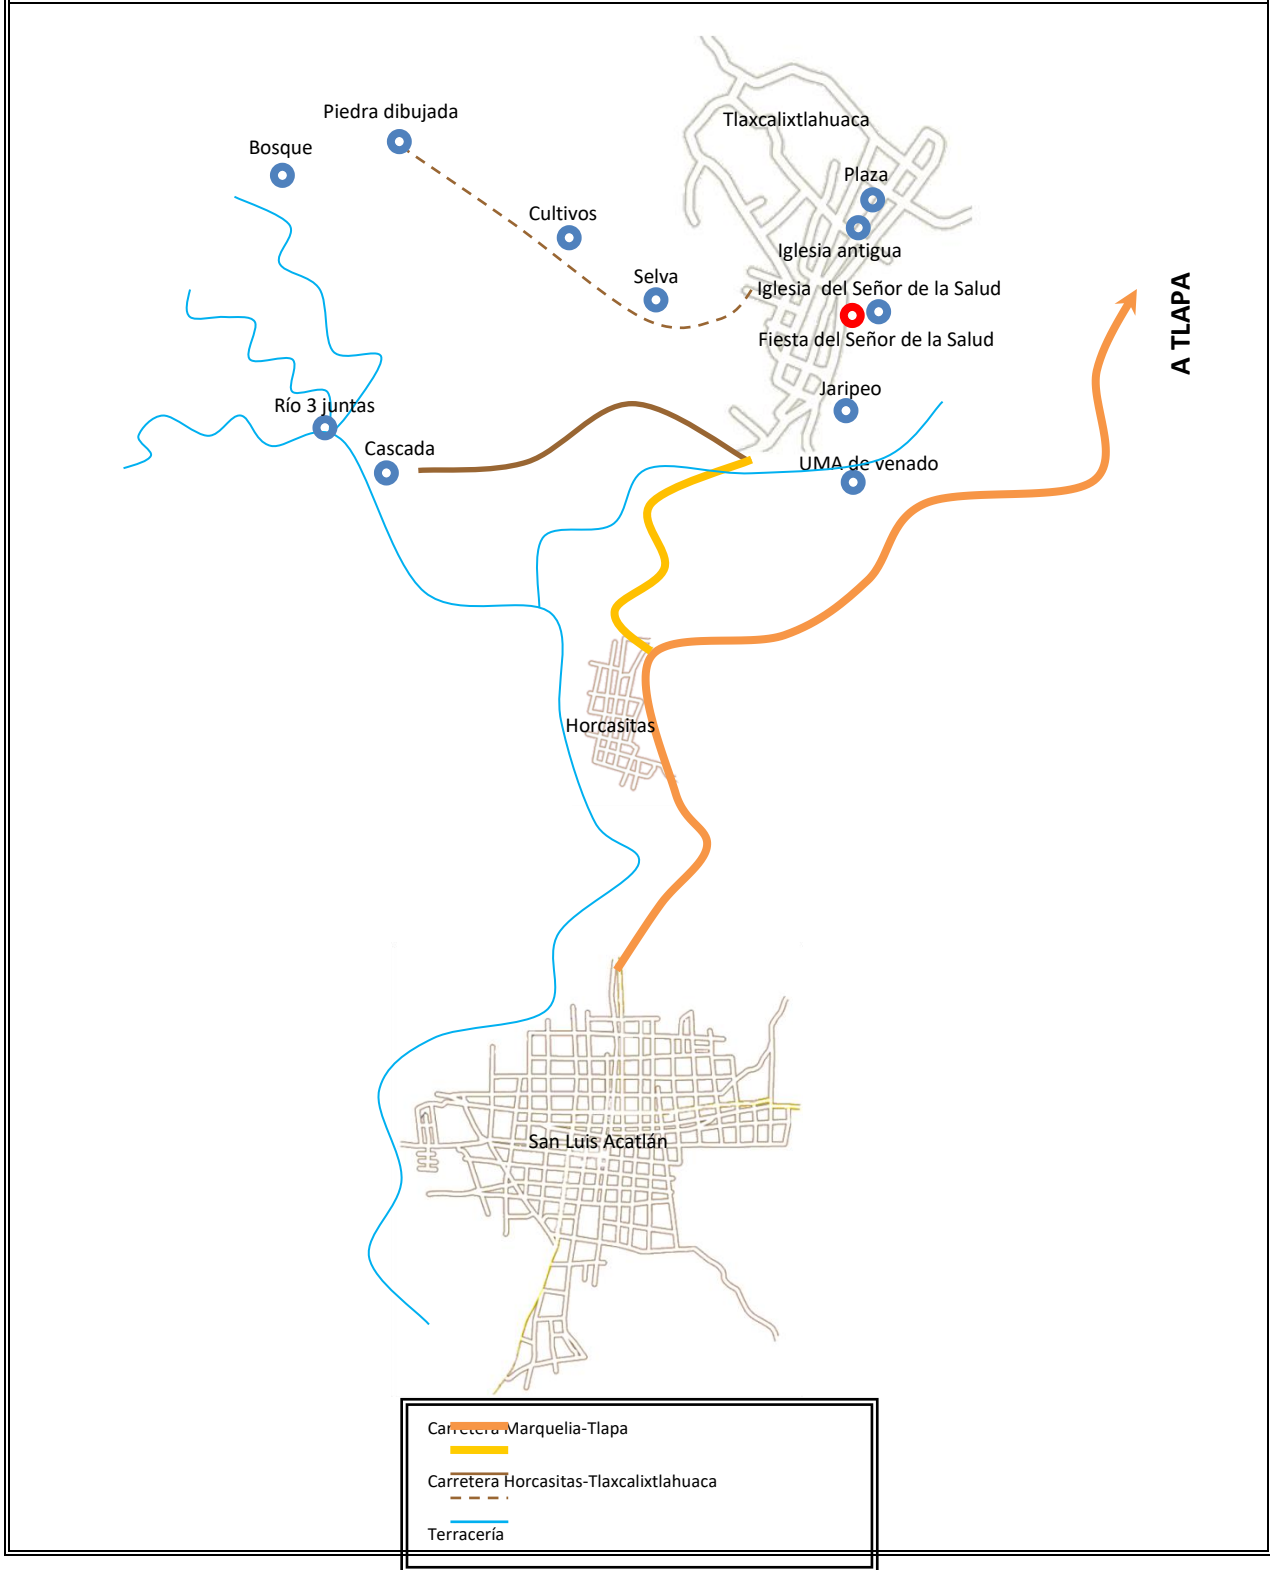 Piedra dibujada
Tlaxcalixtlahuaca
Bosque
Plaza
Cultivos
Iglesia antigua
Selva
Iglesia del Señor de la Salud
A TLAPA
Fiesta del Señor de la Salud
Jaripeo
Río 3 juntas
Cascada
UMA de venado
Horcasitas
San Luis Acatlán
Carretera Marquelia-Tlapa
Carretera Horcasitas-Tlaxcalixtlahuaca
Terracería